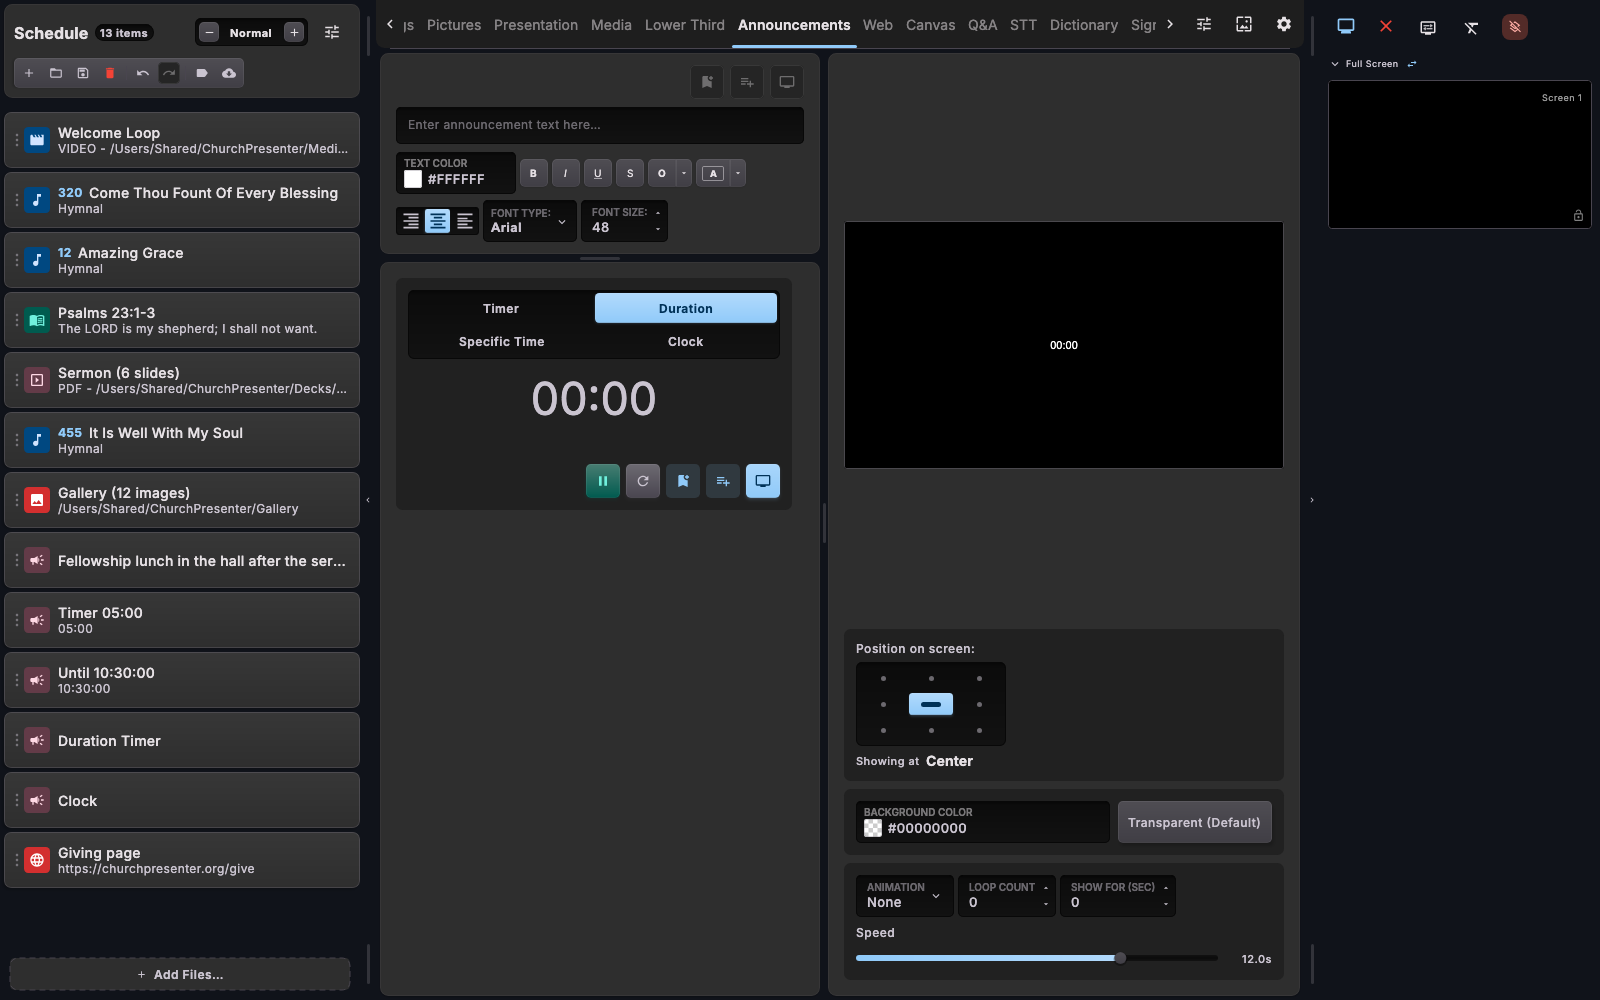 Schedule 13 items
Normal
Welcome Loop
VIDEO - /Users/Shared/ChurchPresenter/Medi...
320 Come Thou Fount Of Every Blessing
Hymnal
12 Amazing Grace
Hymnal
Psalms 23:1-3
The LORD is my shepherd; I shall not want.
Sermon (6 slides)
PDF - /Users/Shared/ChurchPresenter/Decks/...
455 It Is Well With My Soul
Hymnal
Gallery (12 images)
/Users/Shared/ChurchPresenter/Gallery
Fellowship lunch in the hall after the ser...
Timer 05:00
05:00
Until 10:30:00
10:30:00
Duration Timer
Clock
Giving page
https://churchpresenter.org/give
+ Add Files...
gs Pictures Presentation Media Lower Third Announcements Web Canvas Q&A STT Dictionary Sigr
Enter announcement text here...
TEXT COLOR
#FFFFFF
B I U S O A
FONT TYPE:
Arial
FONT SIZE:
48
Timer Duration
Specific Time Clock
00:00
00:00
Position on screen:
Showing at Center
BACKGROUND COLOR
#00000000
Transparent (Default)
ANIMATION
None
LOOP COUNT
0
SHOW FOR (SEC)
0
Speed
12.0s
Full Screen
Screen 1